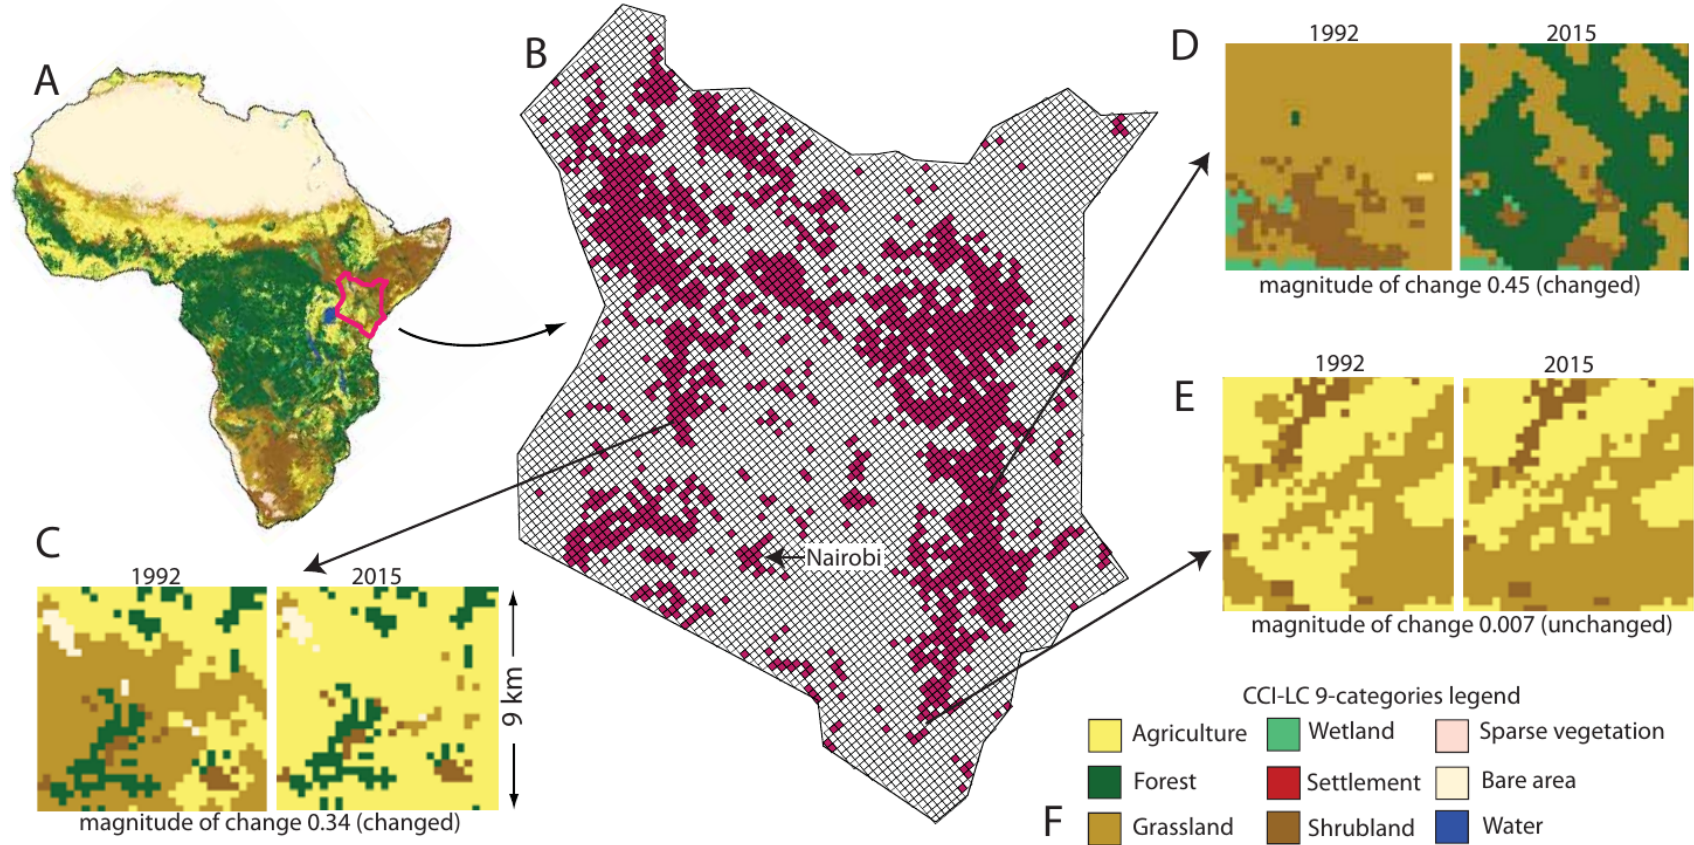 A
B
Nairobi
C
1992 2015
9 km
magnitude of change 0.34 (changed)
D
1992 2015
magnitude of change 0.45 (changed)
E
1992 2015
magnitude of change 0.007 (unchanged)
F
CCI-LC 9-categories legend
Agriculture Wetland Sparse vegetation
Forest Settlement Bare area
Grassland Shrubland Water